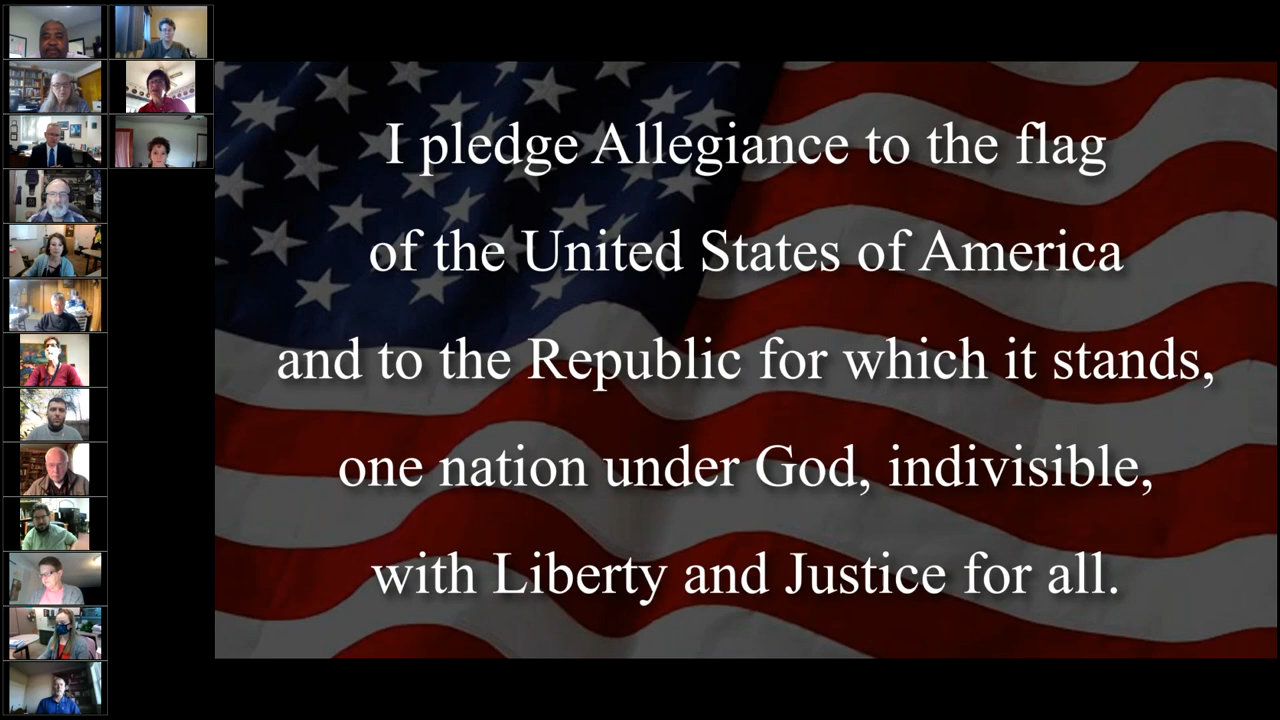 I pledge Allegiance to the flag
of the United States of America
and to the Republic for which it stands,
one nation under God, indivisible,
with Liberty and Justice for all.